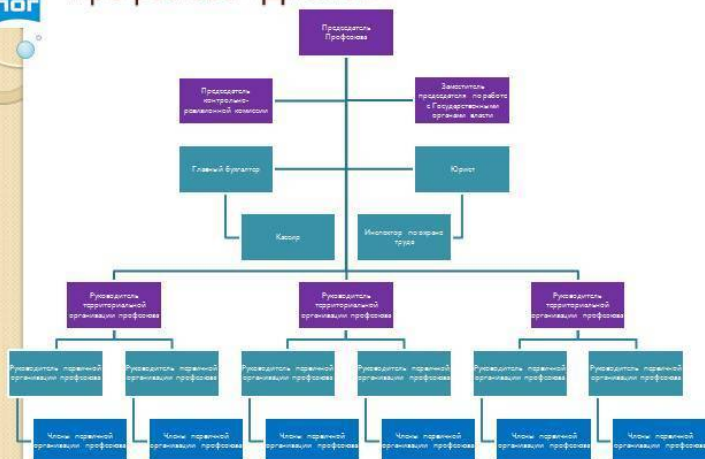 Председатель
Профсоюза
Председатель
контрольно-
ревизионной комиссии
Заместитель
председателя по работе
с Государственными
органами власти
Главный бухгалтер
Юрист
Кассир
Инспектор по охране
труда
Руководитель
территориальной
организации профсоюза
Руководитель
территориальной
организации профсоюза
Руководитель
территориальной
организации профсоюза
Руководитель первичной
организации профсоюза
Руководитель первичной
организации профсоюза
Руководитель первичной
организации профсоюза
Руководитель первичной
организации профсоюза
Руководитель первичной
организации профсоюза
Руководитель первичной
организации профсоюза
Члены первичной
организации профсоюза
Члены первичной
организации профсоюза
Члены первичной
организации профсоюза
Члены первичной
организации профсоюза
Члены первичной
организации профсоюза
Члены первичной
организации профсоюза